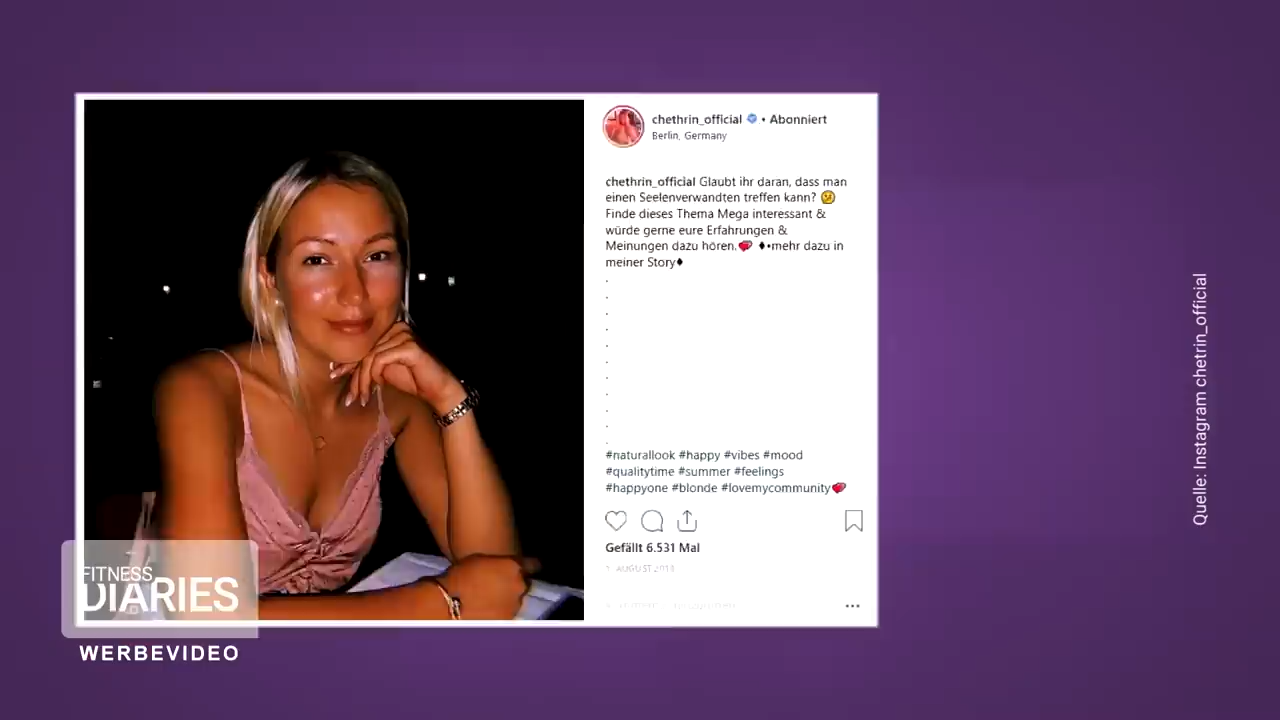 chethrin_official • Abonniert
Berlin, Germany
chethrin_official Glaubt ihr daran, dass man
einen Seelenverwandten treffen kann? 🤔
Finde dieses Thema Mega interessant &
würde gerne eure Erfahrungen &
Meinungen dazu hören.💕 ♦•mehr dazu in
meiner Story♦
.
.
.
.
.
.
.
.
.
.
.
#naturallook #happy #vibes #mood
#qualitytime #summer #feelings
#happyone #blonde #lovemycommunity💕
Gefällt 6.531 Mal
AUGUST
FITNESS
DIARIES
WERBEVIDEO
Quelle: Instagram chetrin_official